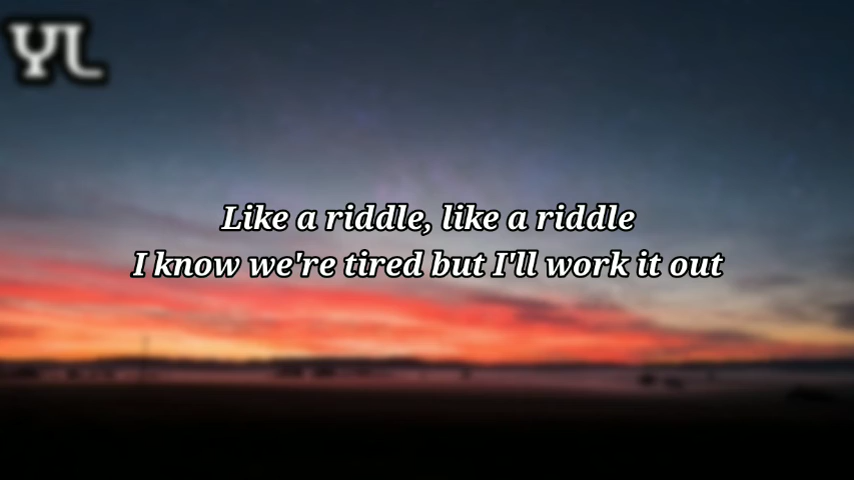 YL
Like a riddle, like a riddle
I know we're tired but I'll work it out